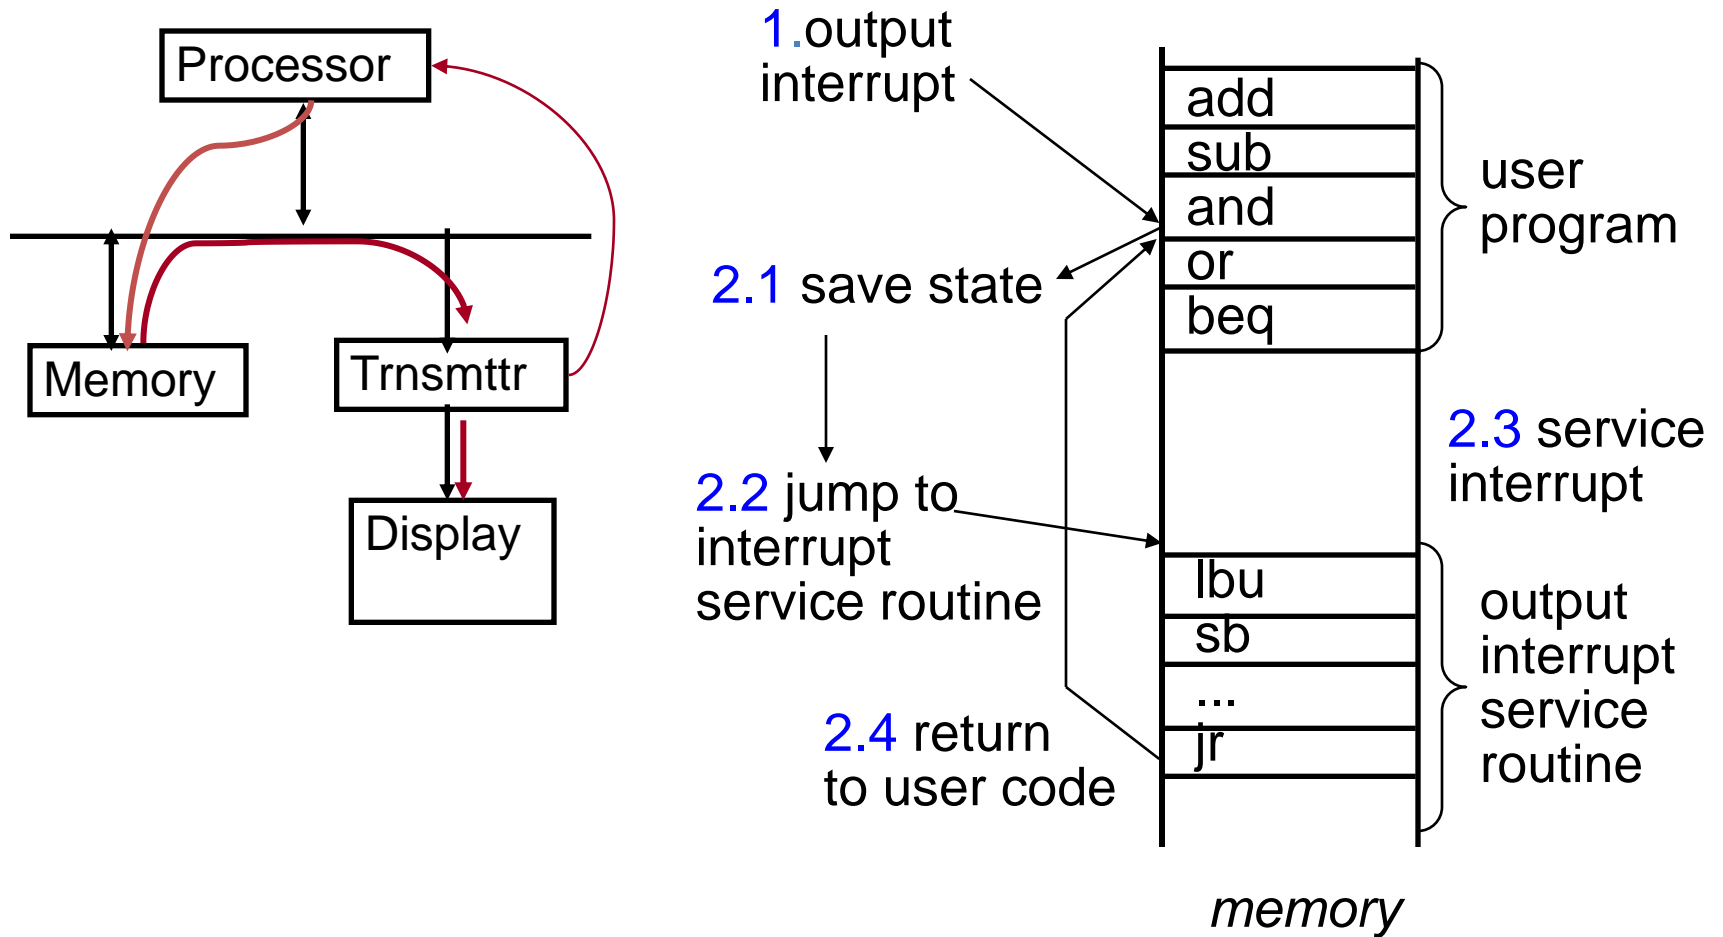 Processor
Memory
Trnsmttr
Display
1.output
interrupt
2.1 save state
2.2 jump to
interrupt
service routine
2.4 return
to user code
add
sub
and
or
beq
lbu
sb
...
jr
user
program
2.3 service
interrupt
output
interrupt
service
routine
memory